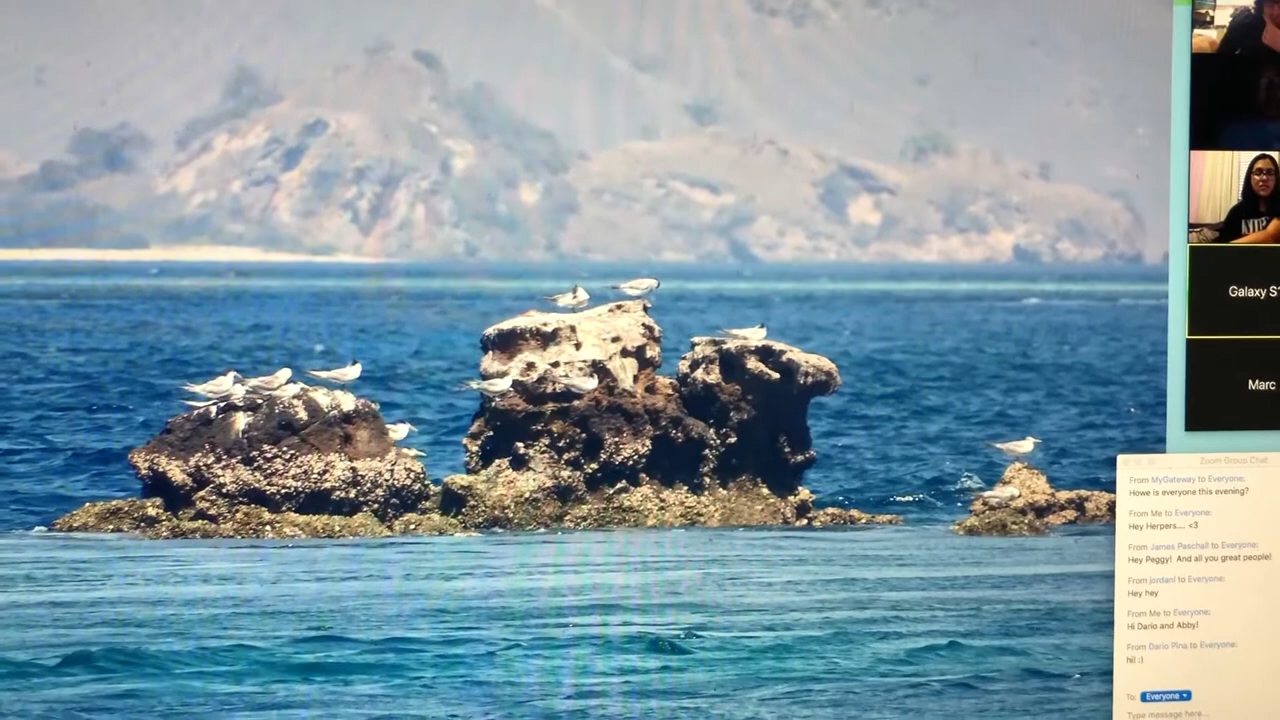 Galaxy S
Marc
Zoom Group Chat
From MyGateway to Everyone:
Howe is everyone this evening?
From Me to Everyone:
Hey Herpers.... <3
From James Paschall to Everyone:
Hey Peggy! And all you great people!
From jordani to Everyone:
Hey hey
From Me to Everyone:
Hi Dario and Abby!
From Dario Pina to Everyone:
hi! :)
To: Everyone
Type message here...